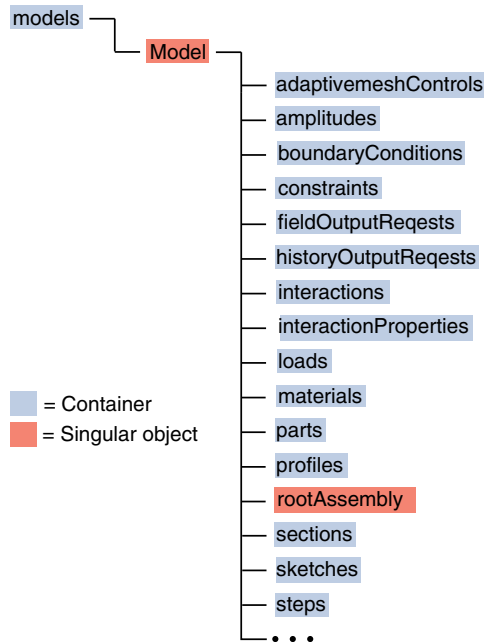 models
Model
adaptivemeshControls
amplitudes
boundaryConditions
constraints
fieldOutputReqests
historyOutputReqests
interactions
interactionProperties
loads
materials
parts
profiles
rootAssembly
sections
sketches
steps
• • •
= Container
= Singular object